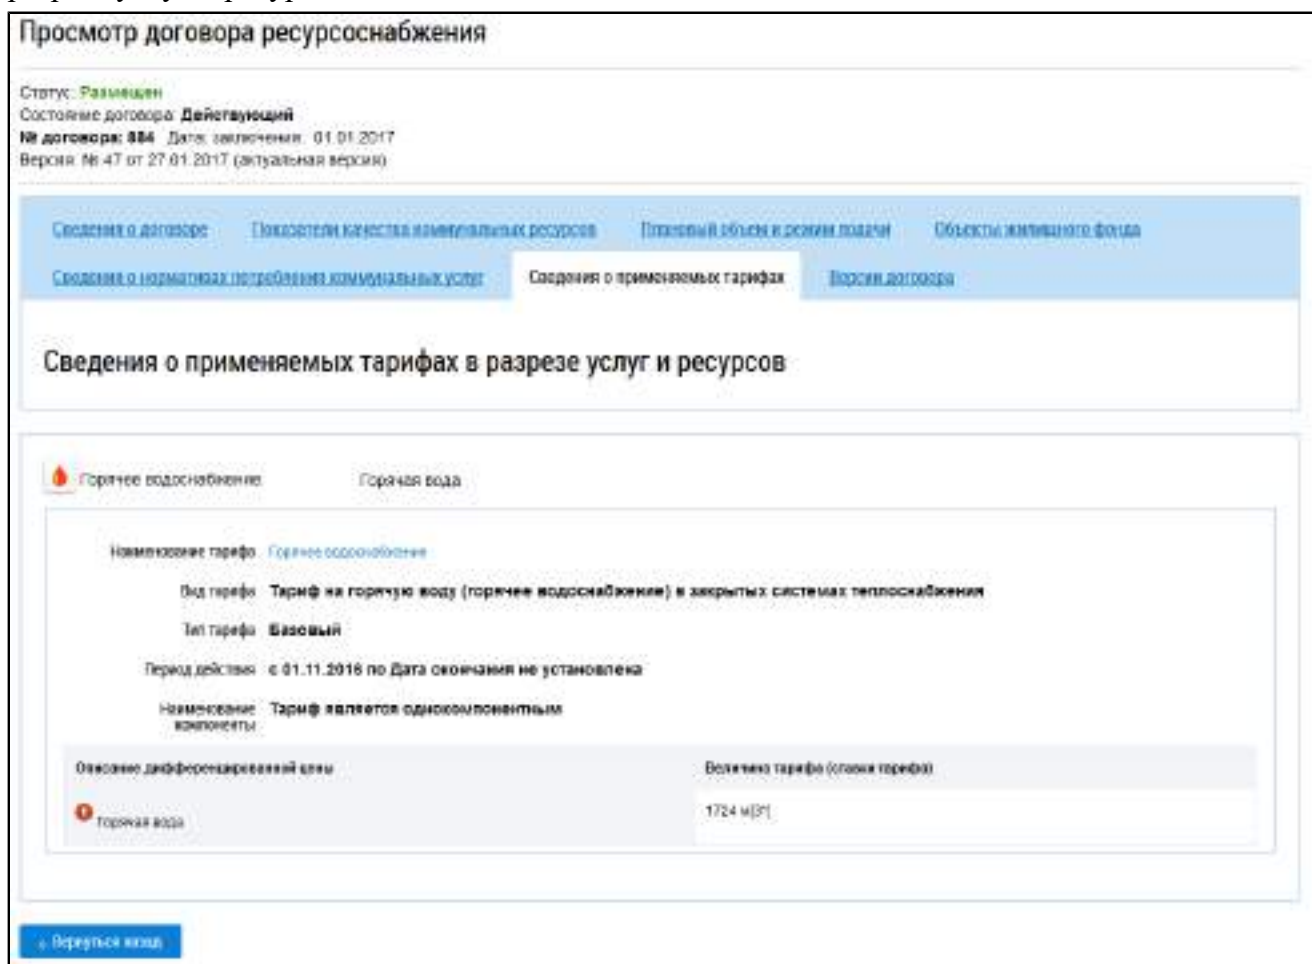 Просмотр договора ресурсоснабжения
Статус: Размещен
Состояние договора: Действующий
№ договора: 884 Дата заключения: 01.01.2017
Версия: № 47 от 27.01.2017 (актуальная версия)
Сведения о договоре Показатели качества коммунальных ресурсов Плановый объем и режим подачи Объекты жилищного фонда
Сведения о нормативах потребления коммунальных услуг Сведения о применяемых тарифах Версии договора
Сведения о применяемых тарифах в разрезе услуг и ресурсов
Горячее водоснабжение Горячая вода
Наименование тарифа Горячее водоснабжение
Вид тарифа Тариф на горячую воду (горячее водоснабжение) в закрытых системах теплоснабжения
Тип тарифа Базовый
Период действия с 01.11.2016 по Дата окончания не установлена
Наименование компоненты Тариф является однокомпонентным
Описание дифференцированной цены Величина тарифа (ставки тарифа)
Горячая вода 1724
Вернуться назад